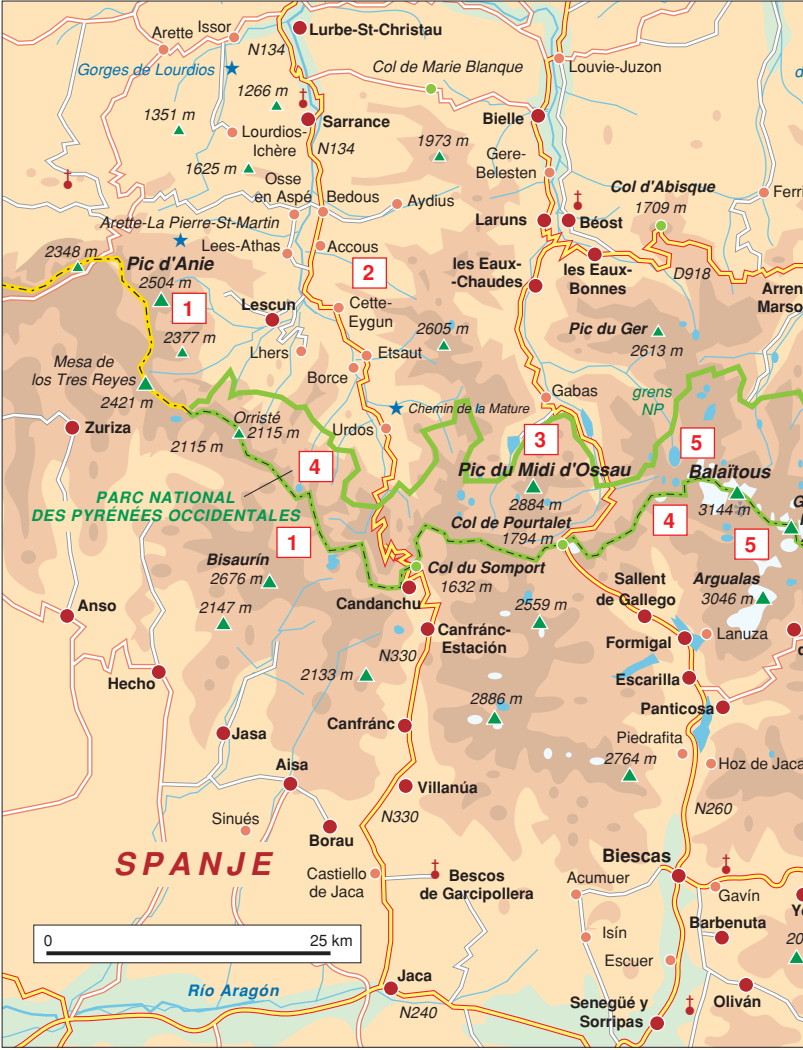 Arette
Issor
Lurbe-St-Christau
N134
Gorges de Lourdios
Col de Marie Blanque
Louvie-Juzon
d
1266 m
1351 m
Sarrance
Bielle
Lourdios-
Ichère
N134
1973 m
1625 m
Gere-
Belesten
Osse
en Aspé
Bedous
Aydius
Col d'Abisque
1709 m
Ferri
Arette-La Pierre-St-Martin
Laruns
Béost
Lees-Athas
Accous
2348 m
Pic d'Anie
2504 m
1
2
les Eaux-
-Chaudes
les Eaux-
Bonnes
D918
Arren
Marso
Lescun
Cette-
Eygun
2377 m
2605 m
Pic du Ger
2613 m
Lhers
Etsaut
Borce
Mesa de
los Tres Reyes
2421 m
Gabas
grens
NP
Chemin de la Mature
Orristé
2115 m
2115 m
Urdos
Zuriza
3
5
4
Pic du Midi d'Ossau
2884 m
Balaïtous
3144 m
PARC NATIONAL
DES PYRÉNÉES OCCIDENTALES
Col de Pourtalet
1794 m
4
G
1
5
Bisaurín
2676 m
Col du Somport
1632 m
Sallent
de Gallego
Argualas
3046 m
2147 m
Candanchu
2559 m
Anso
Canfránc-
Estación
Formigal
Lanuza
d
N330
2133 m
Hecho
Escarilla
2886 m
Panticosa
Canfránc
Jasa
Piedrafita
2764 m
Hoz de Jaca
Aisa
Villanúa
N260
Sinués
N330
Borau
SPANJE
Biescas
Castiello
de Jaca
Bescos
de Garcipollera
Acumuer
Gavín
Ye
Isín
Barbenuta
20
0
25 km
Escuer
Jaca
Río Aragón
N240
Senegüé y
Sorripas
Oliván